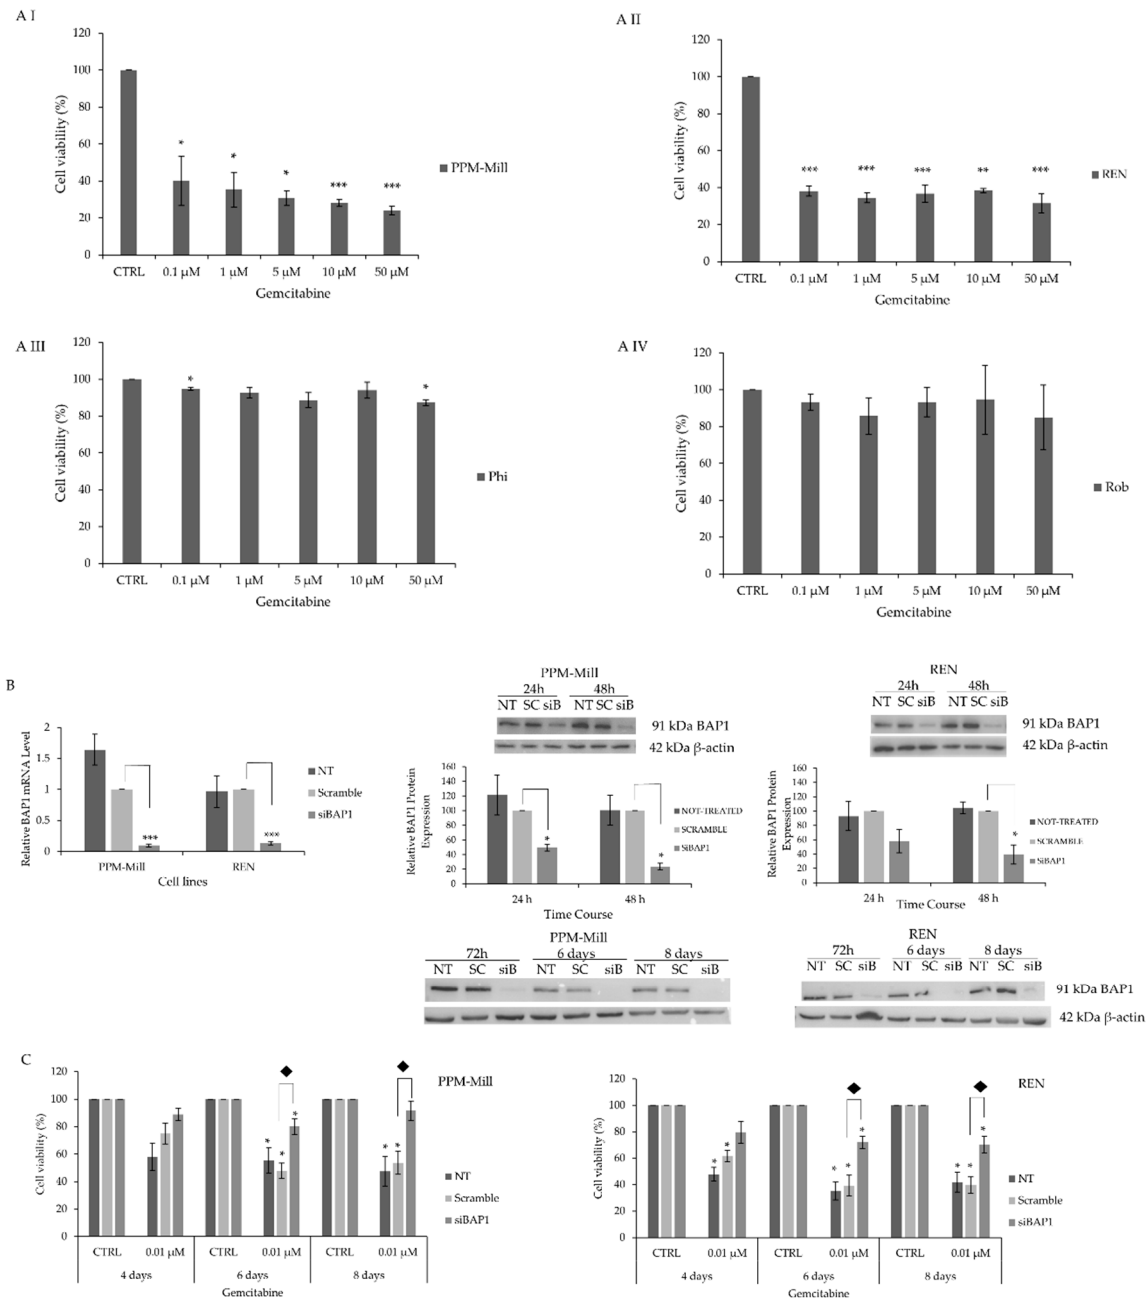 A I
120
100
80
60
40
20
0
Cell viability (%)
* * * *** ***
PPM-Mill
CTRL 0.1 µM 1 µM 5 µM 10 µM 50 µM
Gemcitabine
A II
120
100
80
60
40
20
0
Cell viability (%)
*** *** *** ** ***
REN
CTRL 0.1 µM 1 µM 5 µM 10 µM 50 µM
Gemcitabine
A III
120
100
80
60
40
20
0
Cell viability (%)
* *
Phi
CTRL 0.1 µM 1 µM 5 µM 10 µM 50 µM
Gemcitabine
A IV
120
100
80
60
40
20
0
Cell viability (%)
Rob
CTRL 0.1 µM 1 µM 5 µM 10 µM 50 µM
Gemcitabine
B
2
1.5
1
0.5
0
Relative BAP1 mRNA Level
*** ***
NT
Scramble
siBAP1
PPM-Mill REN
Cell lines
PPM-Mill
24h 48h
NT SC siB NT SC siB
91 kDa BAP1
42 kDa β-actin
160
140
120
100
80
60
40
20
0
Relative BAP1 Protein
Expression
* *
NOT-TREATED
SCRAMBLE
SiBAP1
24 h 48 h
Time Course
REN
24h 48h
NT SC siB NT SC siB
91 kDa BAP1
42 kDa β-actin
160
140
120
100
80
60
40
20
0
Relative BAP1 Protein
Expression
*
NOT-TREATED
SCRAMBLE
SiBAP1
24 h 48 h
Time Course
PPM-Mill
72h 6 days 8 days
NT SC siB NT SC siB NT SC siB
REN
72h 6 days 8 days
NT SC siB NT SC siB NT SC siB
91 kDa BAP1
42 kDa β-actin
C
120
100
80
60
40
20
0
Cell viability (%)
PPM-Mill
* * * * *
NT
Scramble
siBAP1
CTRL 0.01 µM CTRL 0.01 µM CTRL 0.01 µM
4 days 6 days 8 days
Gemcitabine
120
100
80
60
40
20
0
Cell viability (%)
REN
* * * * * * * *
NT
Scramble
siBAP1
CTRL 0.01 µM CTRL 0.01 µM CTRL 0.01 µM
4 days 6 days 8 days
Gemcitabine